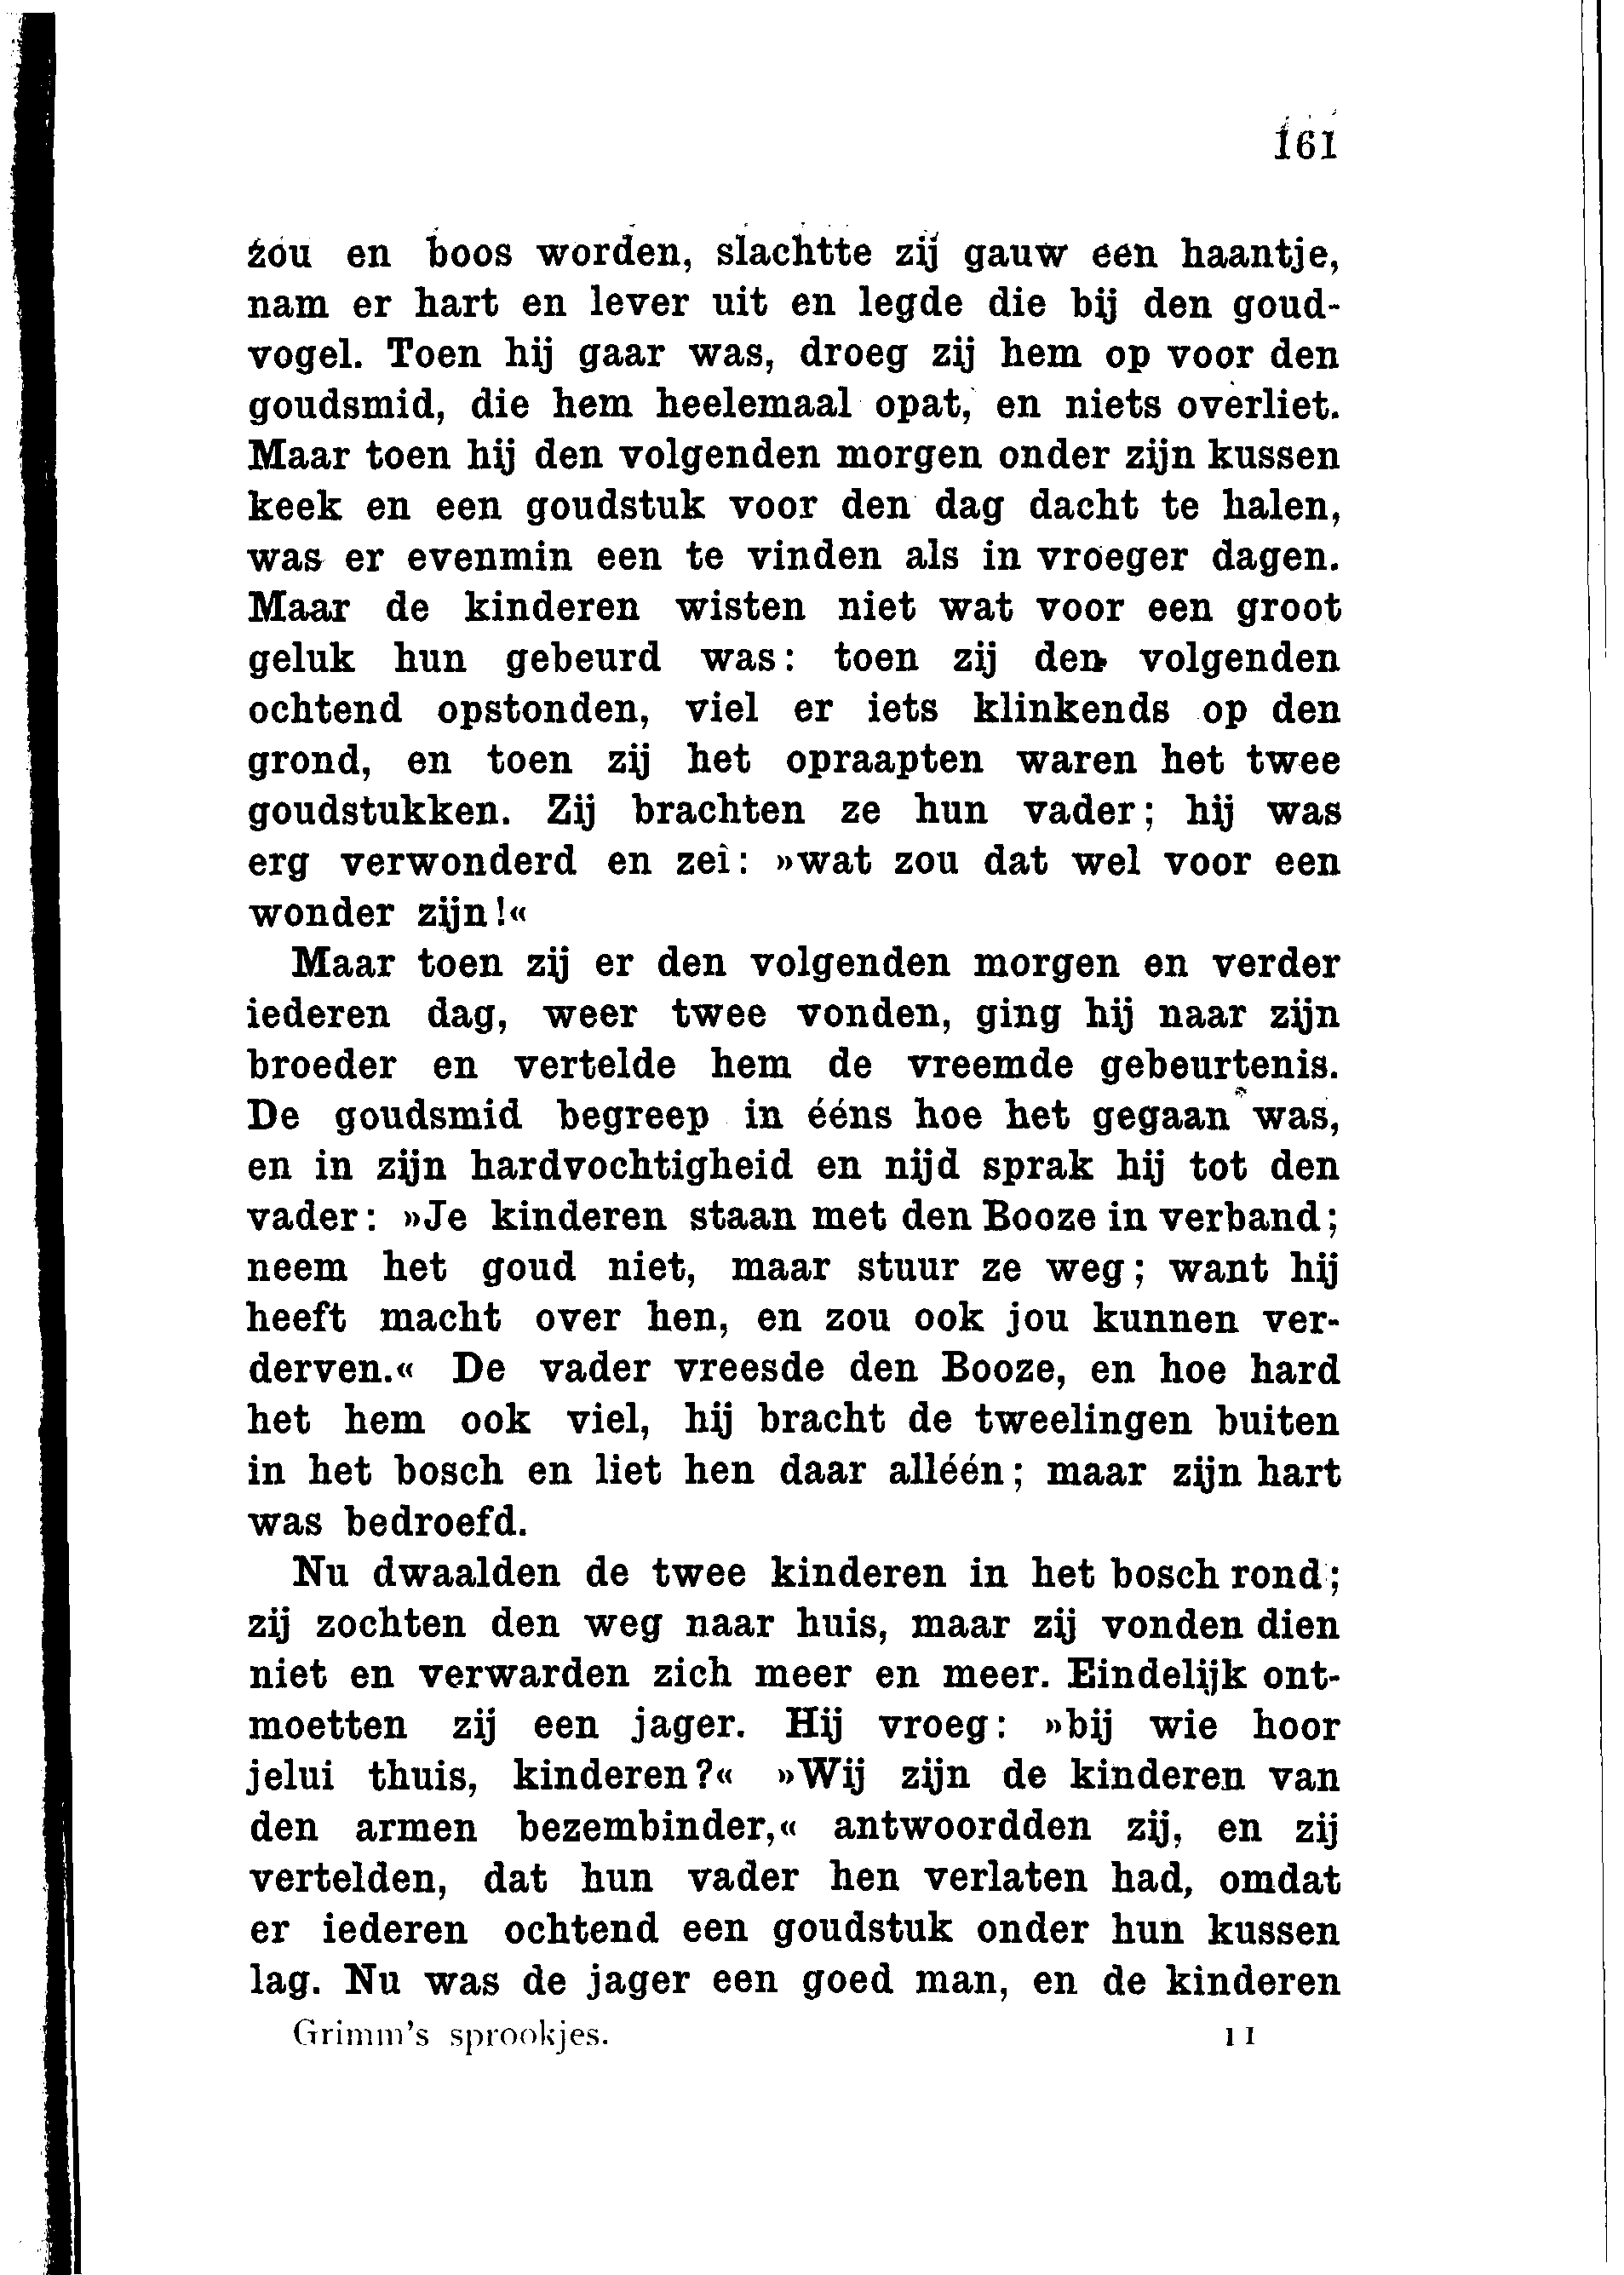 161
zou en boos worden, slachtte zij gauw een haantje,
nam er hart en lever uit en legde die bij den goud-
vogel. Toen hij gaar was, droeg zij hem op voor den
goudsmid, die hem heelemaal opat, en niets overliet.
Maar toen hij den volgenden morgen onder zijn kussen
keek en een goudstuk voor den dag dacht te halen,
was er evenmin een te vinden als in vroeger dagen.
Maar de kinderen wisten niet wat voor een groot
geluk hun gebeurd was: toen zij den volgenden
ochtend opstonden, viel er iets klinkends op den
grond, en toen zij het opraapten waren het twee
goudstukken. Zij brachten ze hun vader; hij was
erg verwonderd en zei: »wat zou dat wel voor een
wonder zijn!«
Maar toen zij er den volgenden morgen en verder
iederen dag, weer twee vonden, ging hij naar zijn
broeder en vertelde hem de vreemde gebeurtenis.
De goudsmid begreep in ééns hoe het gegaan was,
en in zijn hardvochtigheid en nijd sprak hij tot den
vader: »Je kinderen staan met den Booze in verband;
neem het goud niet, maar stuur ze weg; want hij
heeft macht over hen, en zou ook jou kunnen ver-
derven.« De vader vreesde den Booze, en hoe hard
het hem ook viel, hij bracht de tweelingen buiten
in het bosch en liet hen daar alléén; maar zijn hart
was bedroefd.
Nu dwaalden de twee kinderen in het bosch rond;
zij zochten den weg naar huis, maar zij vonden dien
niet en verwarden zich meer en meer. Eindelijk ont-
moetten zij een jager. Hij vroeg: »bij wie hoor
jelui thuis, kinderen?« »Wij zijn de kinderen van
den armen bezembinder,« antwoordden zij, en zij
vertelden, dat hun vader hen verlaten had, omdat
er iederen ochtend een goudstuk onder hun kussen
lag. Nu was de jager een goed man, en de kinderen
Grimm's sprookjes. 11